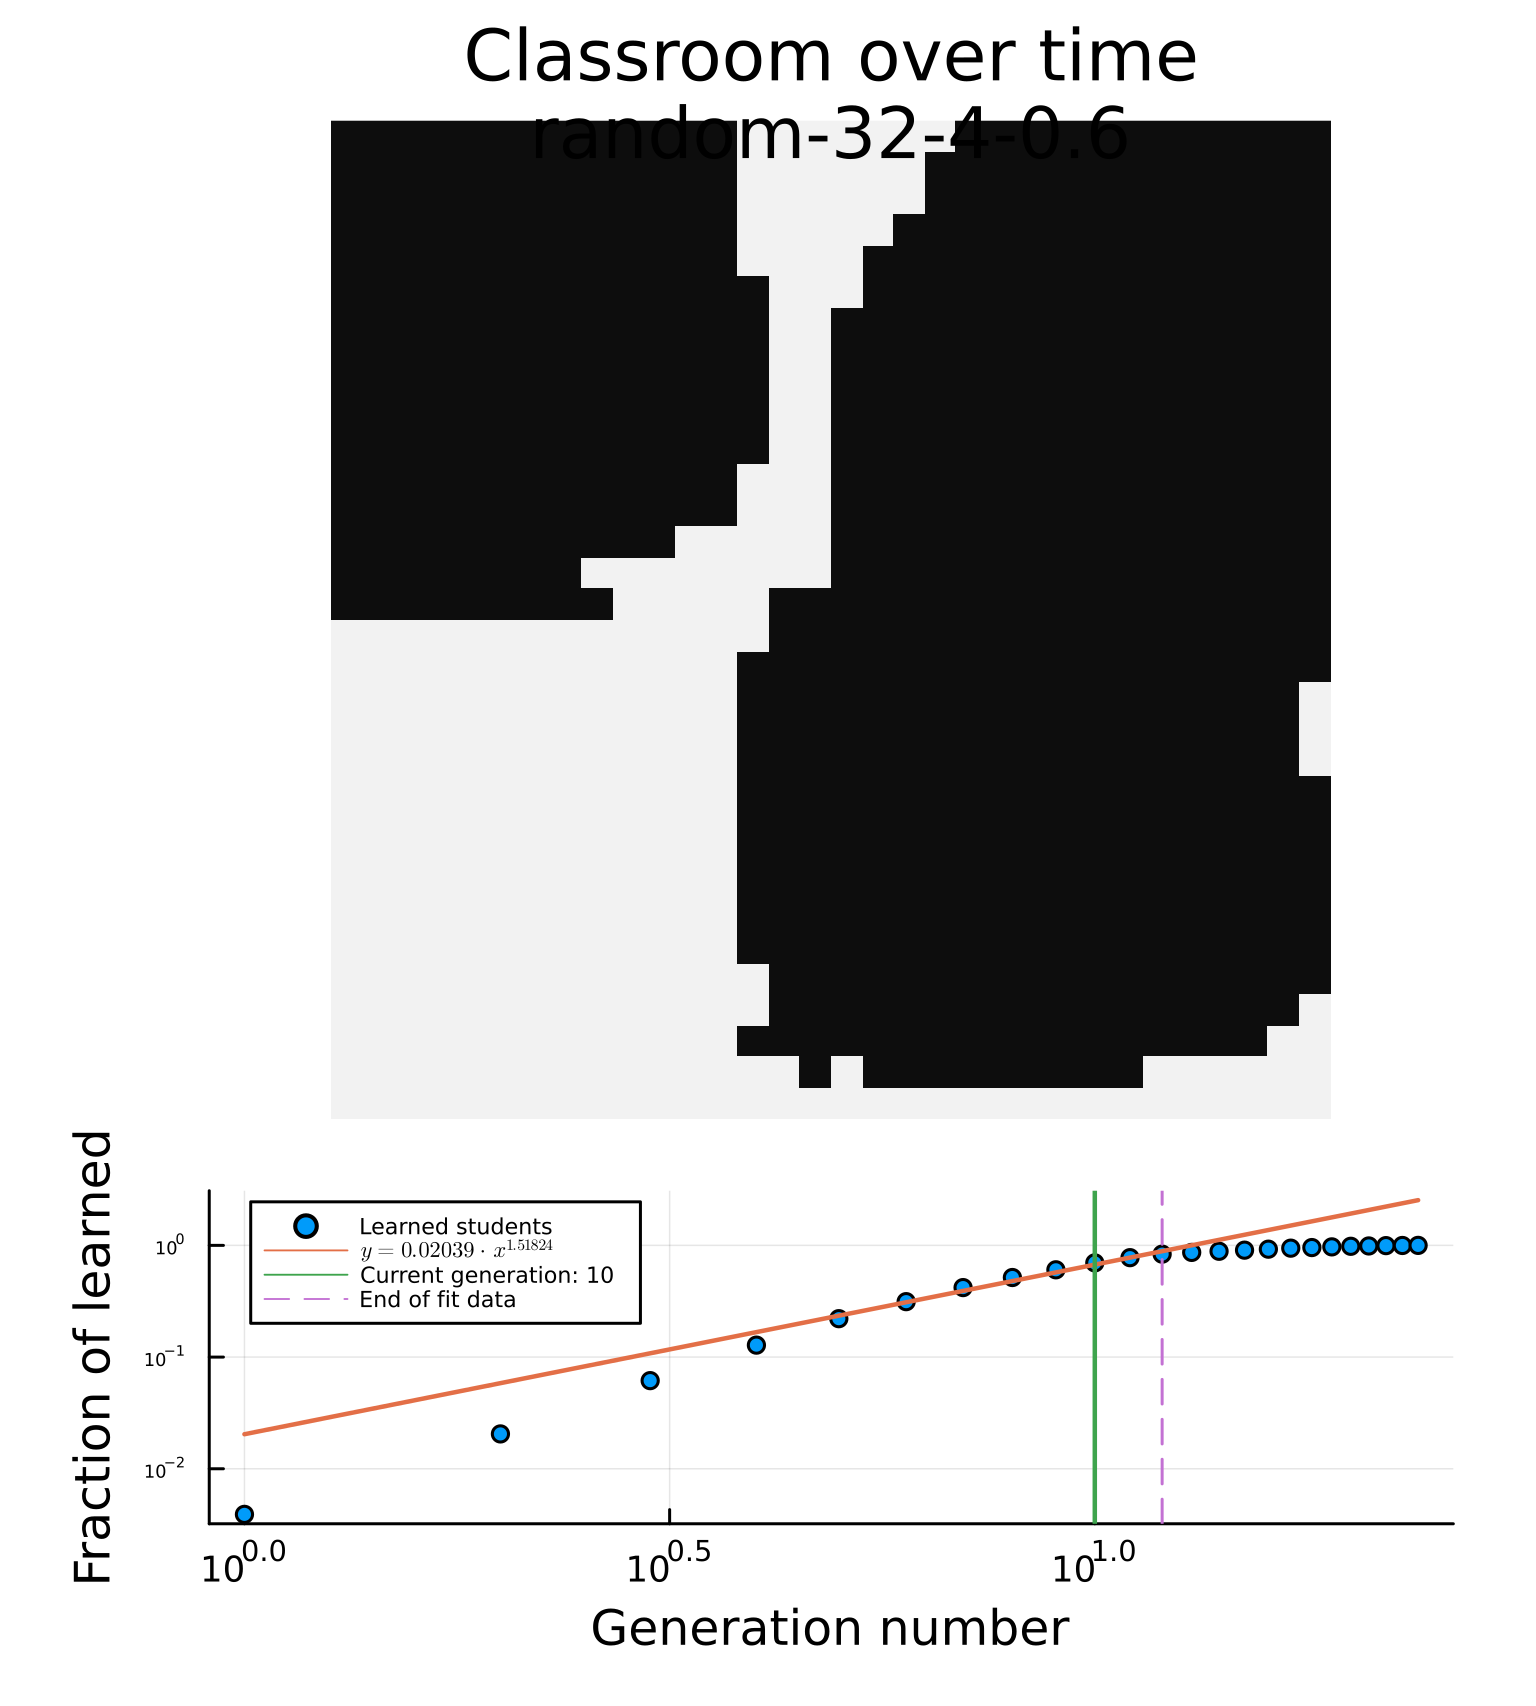 Classroom over time
random-32-4-0.6
Fraction of learned
10⁰
10⁻¹
10⁻²
Learned students
y = 0.02039 · x^1.51824
Current generation: 10
End of fit data
10^0.0
10^0.5
10^1.0
Generation number